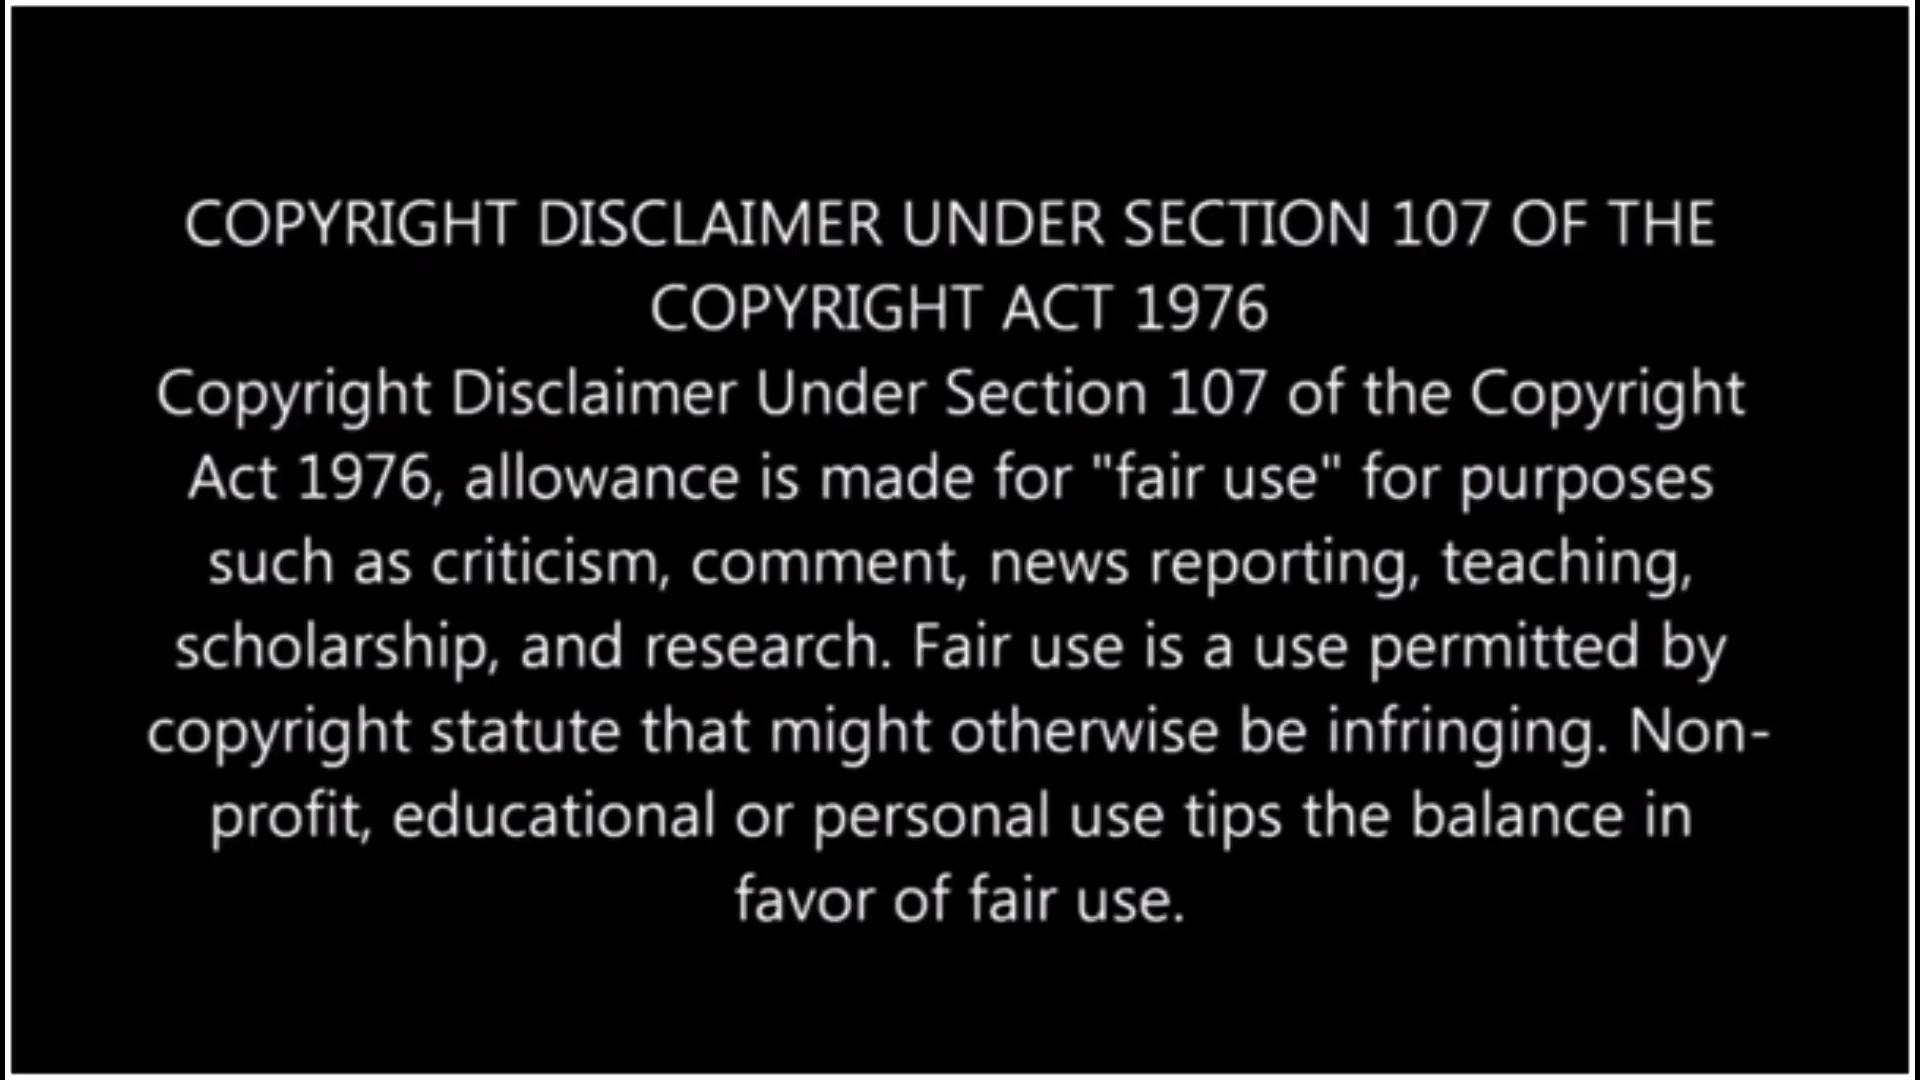 COPYRIGHT DISCLAIMER UNDER SECTION 107 OF THE
COPYRIGHT ACT 1976
Copyright Disclaimer Under Section 107 of the Copyright
Act 1976, allowance is made for "fair use" for purposes
such as criticism, comment, news reporting, teaching,
scholarship, and research. Fair use is a use permitted by
copyright statute that might otherwise be infringing. Non-
profit, educational or personal use tips the balance in
favor of fair use.